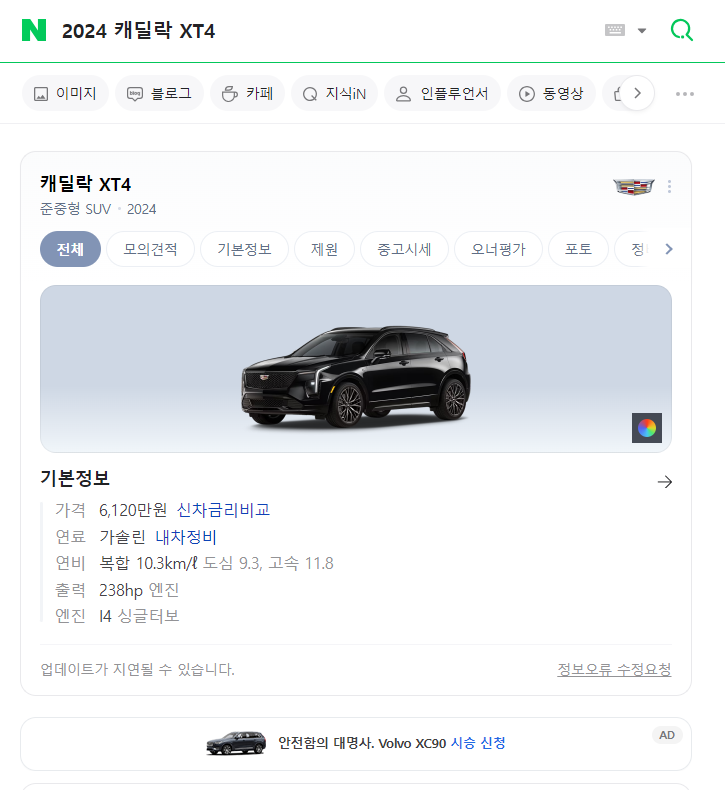 N 2024 캐딜락 XT4
이미지 블로그 카페 지식iN 인플루언서 동영상
캐딜락 XT4
준중형 SUV · 2024
전체 모의견적 기본정보 제원 중고시세 오너평가 포토
기본정보
가격 6,120만원 신차금리비교
연료 가솔린 내차정비
연비 복합 10.3km/ℓ 도심 9.3, 고속 11.8
출력 238hp 엔진
엔진 I4 싱글터보
업데이트가 지연될 수 있습니다. 정보오류 수정요청
안전함의 대명사. Volvo XC90 시승 신청 AD